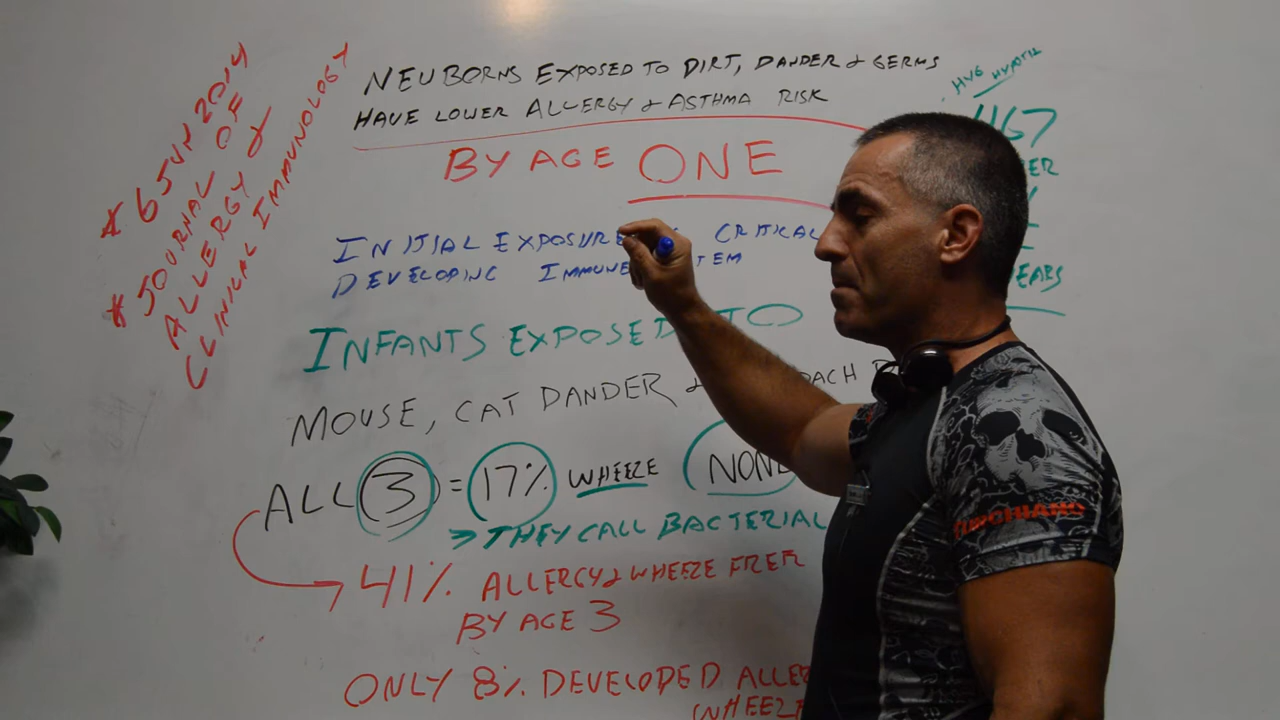 * 6 JUN 2014
* JOURNAL OF
ALLERGY &
CLINICAL IMMUNOLOGY
NEUBORNS EXPOSED TO DIRT, DANDER & GERMS
HAVE LOWER ALLERGY & ASTHMA RISK
BY AGE ONE
HYG HYPOTH
467
INITIAL EXPOSURE CRITICAL
DEVELOPING IMMUNE
INFANTS EXPOSED TO
MOUSE, CAT DANDER &
ALL 3 = 17% WHEEZE NONE
> THEY CALL BACTERIAL
41% ALLERGY & WHEEZE FREE
BY AGE 3
ONLY 8% DEVELOPED
WHEEZE